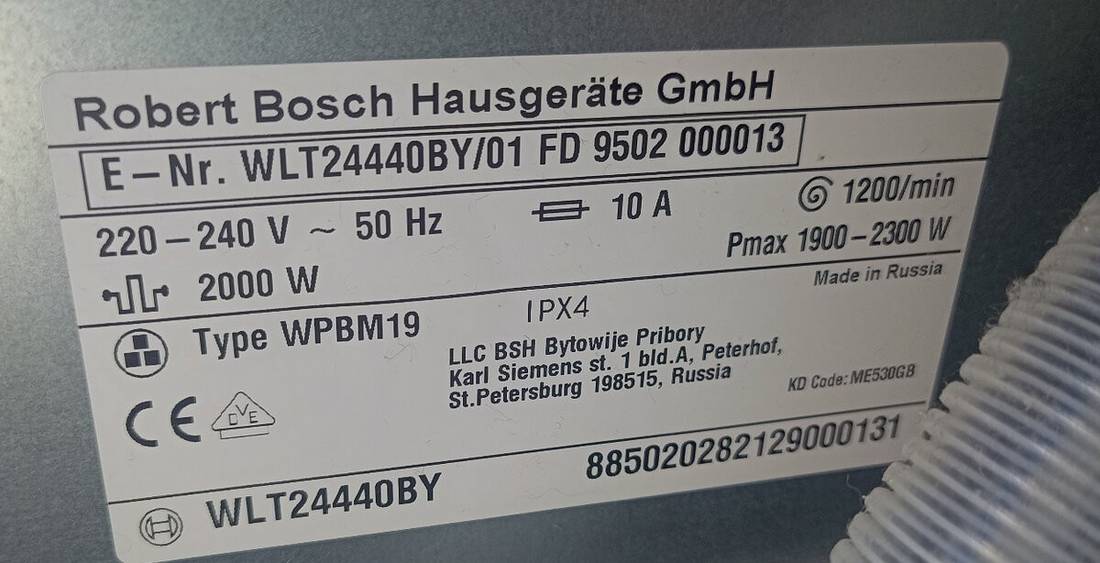 Robert Bosch Hausgeräte GmbH
E-Nr. WLT24440BY/01 FD 9502 000013
220-240 V ~ 50 Hz 10 A 1200/min
2000 W Pmax 1900-2300 W
Made in Russia
Type WPBM19 IPX4
LLC BSH Bytowije Pribory
Karl Siemens st. 1 bld.A, Peterhof,
St.Petersburg 198515, Russia
KD Code: ME530GB
CE DVE
WLT24440BY 885020282129000131